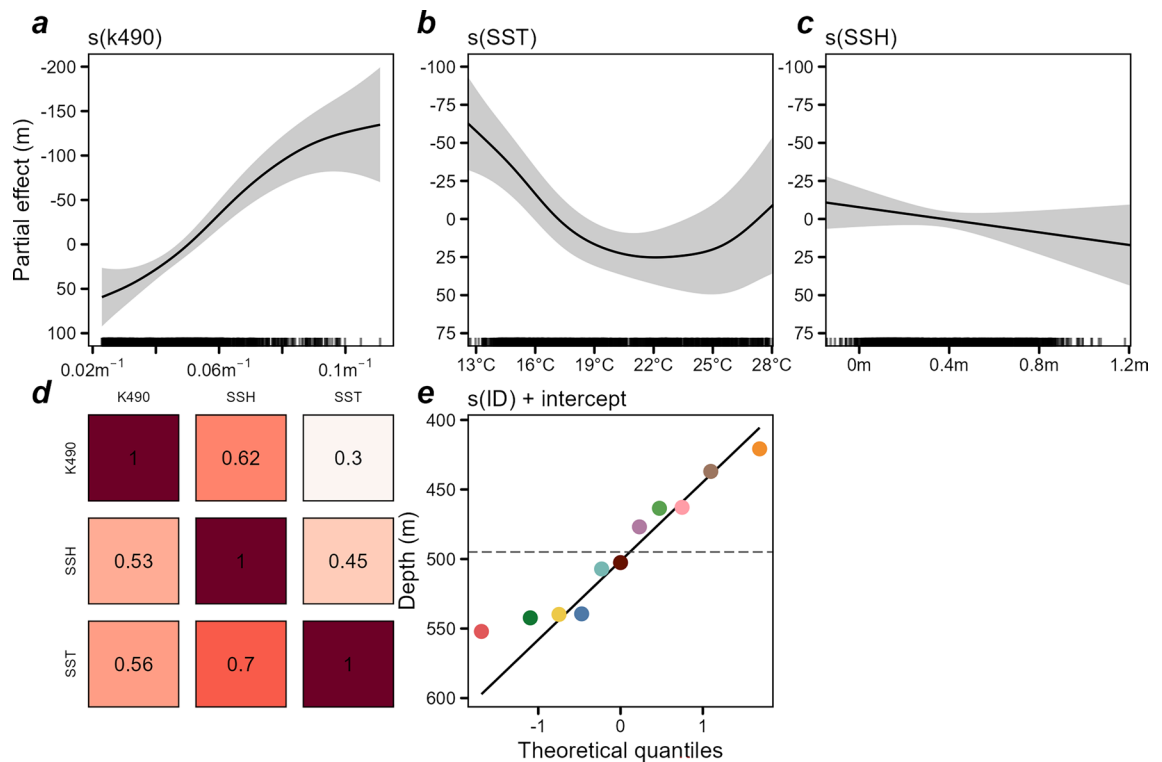 a
s(k490)
Partial effect (m)
-200
-150
-100
-50
0
50
100
0.02m⁻¹
0.06m⁻¹
0.1m⁻¹
b
s(SST)
-100
-75
-50
-25
0
25
50
75
13°C
16°C
19°C
22°C
25°C
28°C
c
s(SSH)
-100
-75
-50
-25
0
25
50
75
0m
0.4m
0.8m
1.2m
d
K490 SSH SST
K490 1 0.62 0.3
SSH 0.53 1 0.45
SST 0.56 0.7 1
e
s(ID) + intercept
Depth (m)
400
450
500
550
600
-1
0
1
Theoretical quantiles